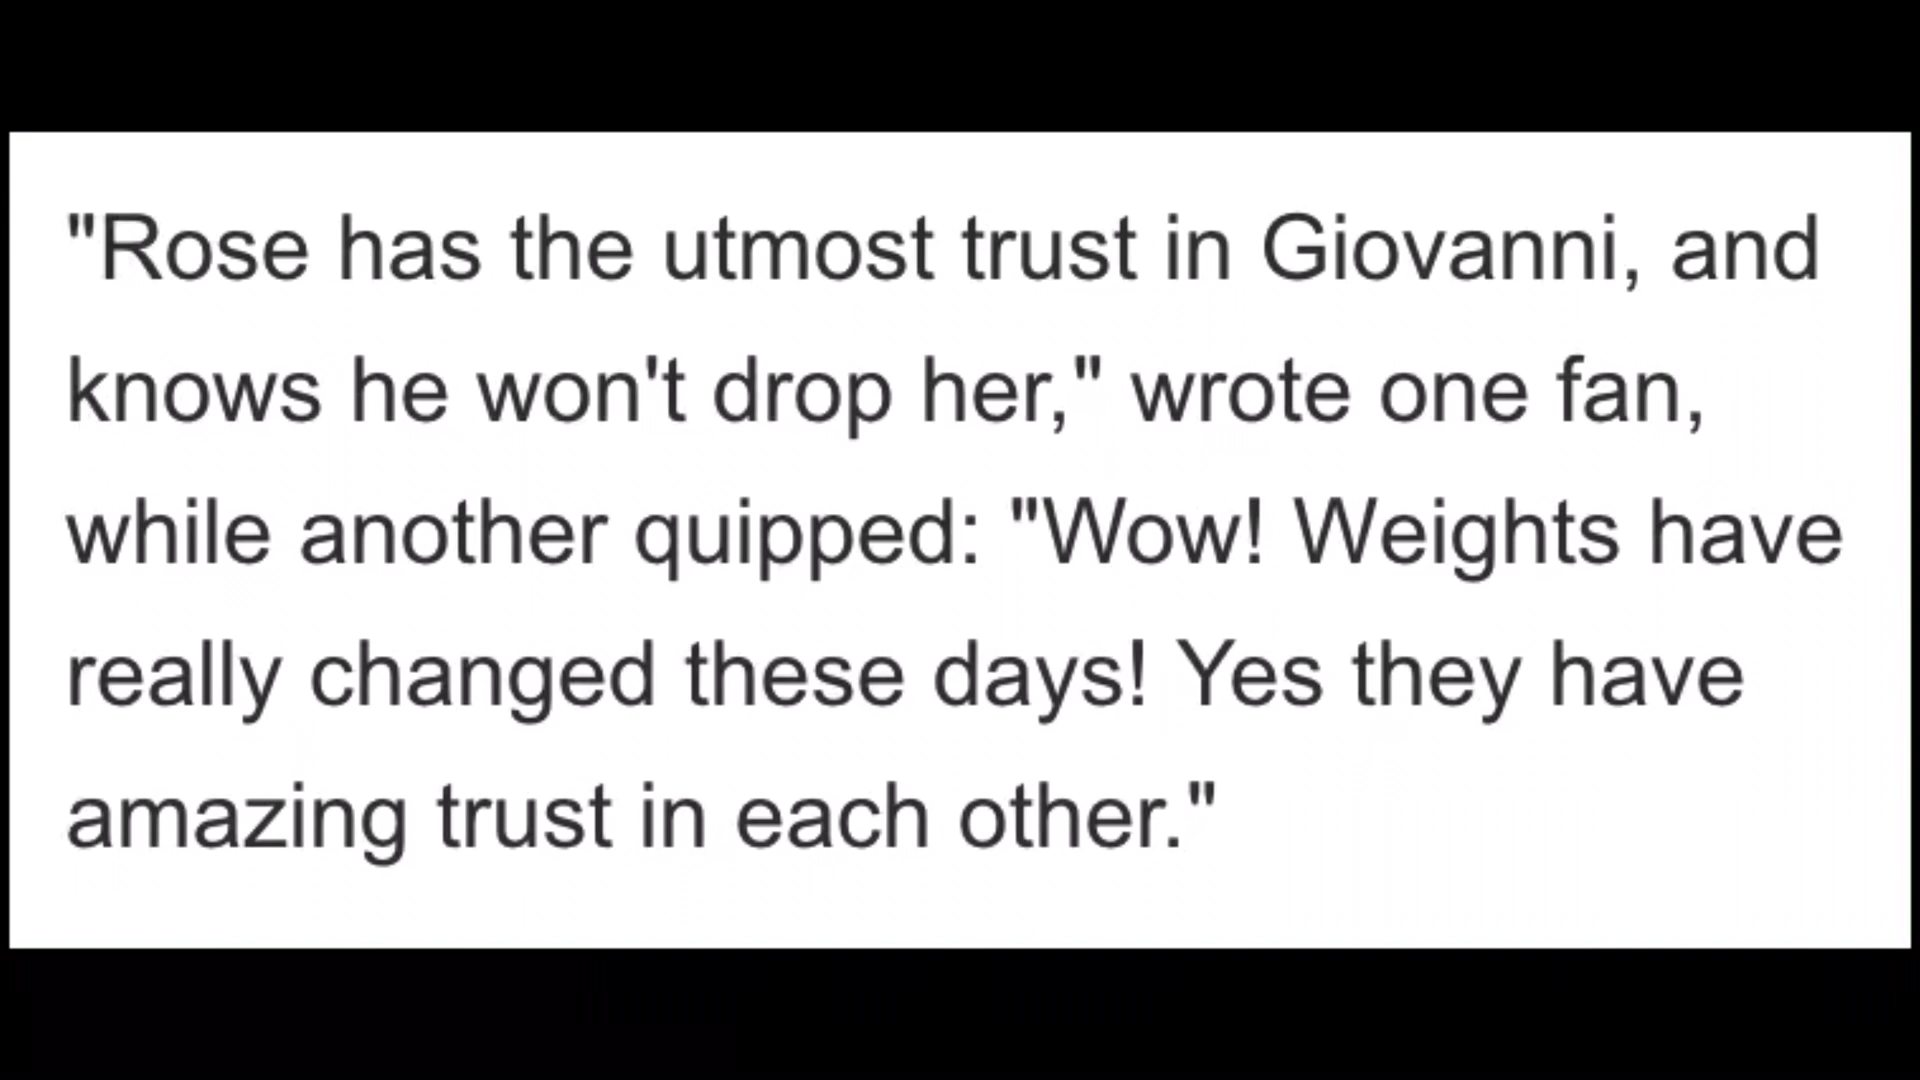 "Rose has the utmost trust in Giovanni, and
knows he won't drop her," wrote one fan,
while another quipped: "Wow! Weights have
really changed these days! Yes they have
amazing trust in each other."